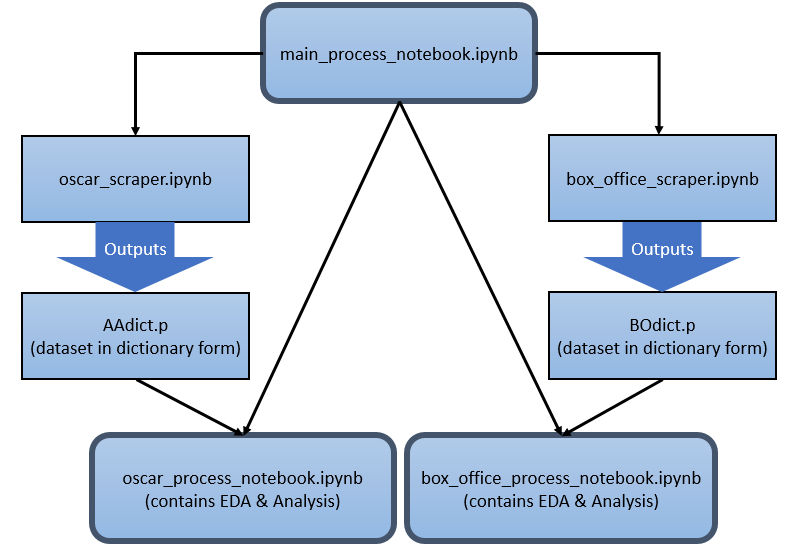 main_process_notebook.ipynb
oscar_scraper.ipynb
box_office_scraper.ipynb
Outputs
Outputs
AAdict.p
(dataset in dictionary form)
BOdict.p
(dataset in dictionary form)
oscar_process_notebook.ipynb
(contains EDA & Analysis)
box_office_process_notebook.ipynb
(contains EDA & Analysis)